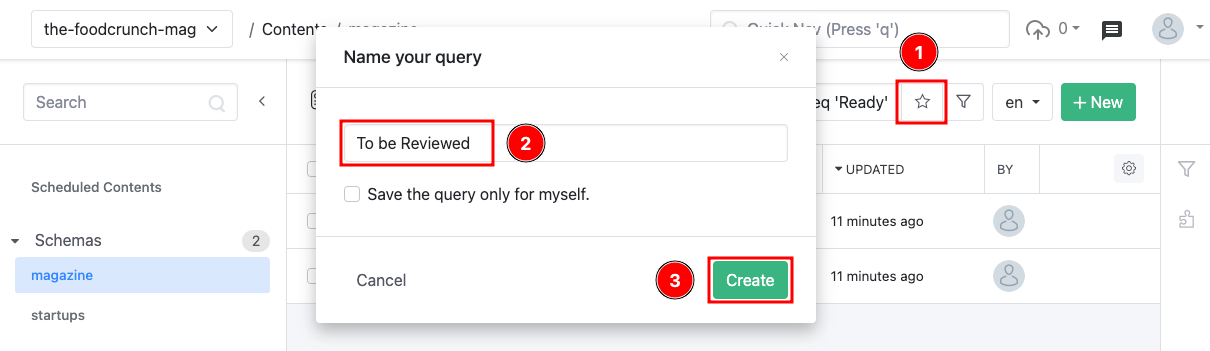 the-foodcrunch-mag / Contents / magazine Quick Nav (Press 'q') 0
Name your query ×
1
Search eq 'Ready' en + New
To be Reviewed 2
UPDATED BY
Scheduled Contents Save the query only for myself.
11 minutes ago
Schemas 2
magazine Cancel 3 Create 11 minutes ago
startups